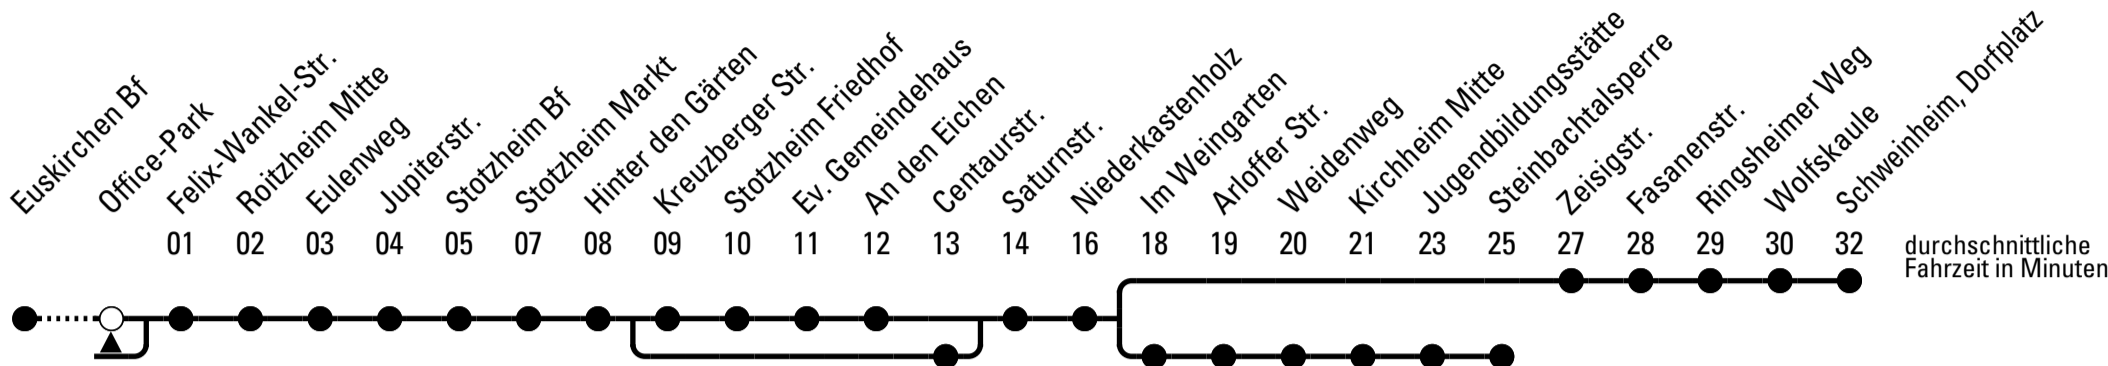 Euskirchen Bf
Office-Park
Felix-Wankel-Str.
Roitzheim Mitte
Eulenweg
Jupiterstr.
Stotzheim Bf
Stotzheim Markt
Hinter den Gärten
Kreuzberger Str.
Stotzheim Friedhof
Ev. Gemeindehaus
An den Eichen
Centaurstr.
Saturnstr.
Niederkastenholz
Im Weingarten
Arloffer Str.
Weidenweg
Kirchheim Mitte
Jugendbildungsstätte
Steinbachtalsperre
Zeisigstr.
Fasanenstr.
Ringsheimer Weg
Wolfskaule
Schweinheim, Dorfplatz
01 02 03 04 05 07 08 09 10 11 12 13 14 16 18 19 20 21 23 25 27 28 29 30 32
durchschnittliche
Fahrzeit in Minuten